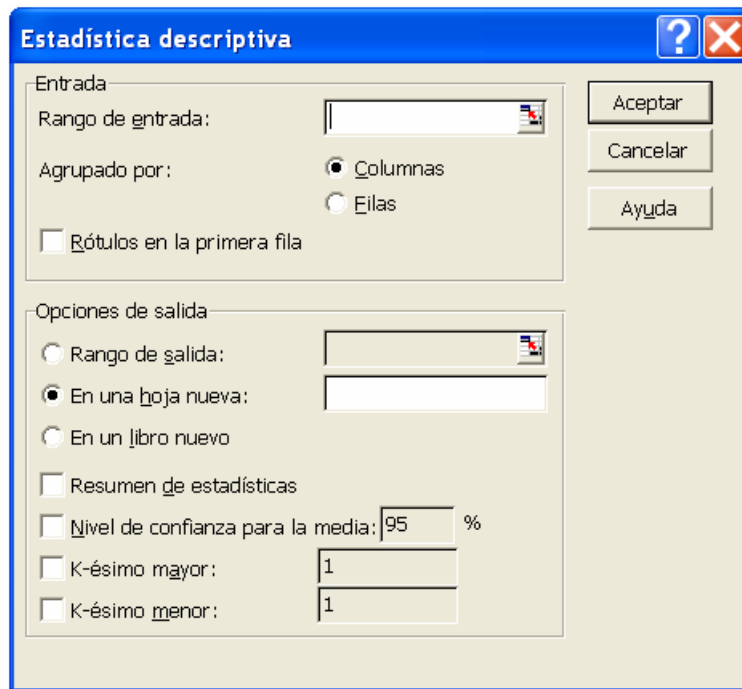 Estadística descriptiva
Entrada
Rango de entrada:
Agrupado por:
Columnas
Filas
Rótulos en la primera fila
Aceptar
Cancelar
Ayuda
Opciones de salida
Rango de salida:
En una hoja nueva:
En un libro nuevo
Resumen de estadísticas
Nivel de confianza para la media: 95 %
K-ésimo mayor: 1
K-ésimo menor: 1